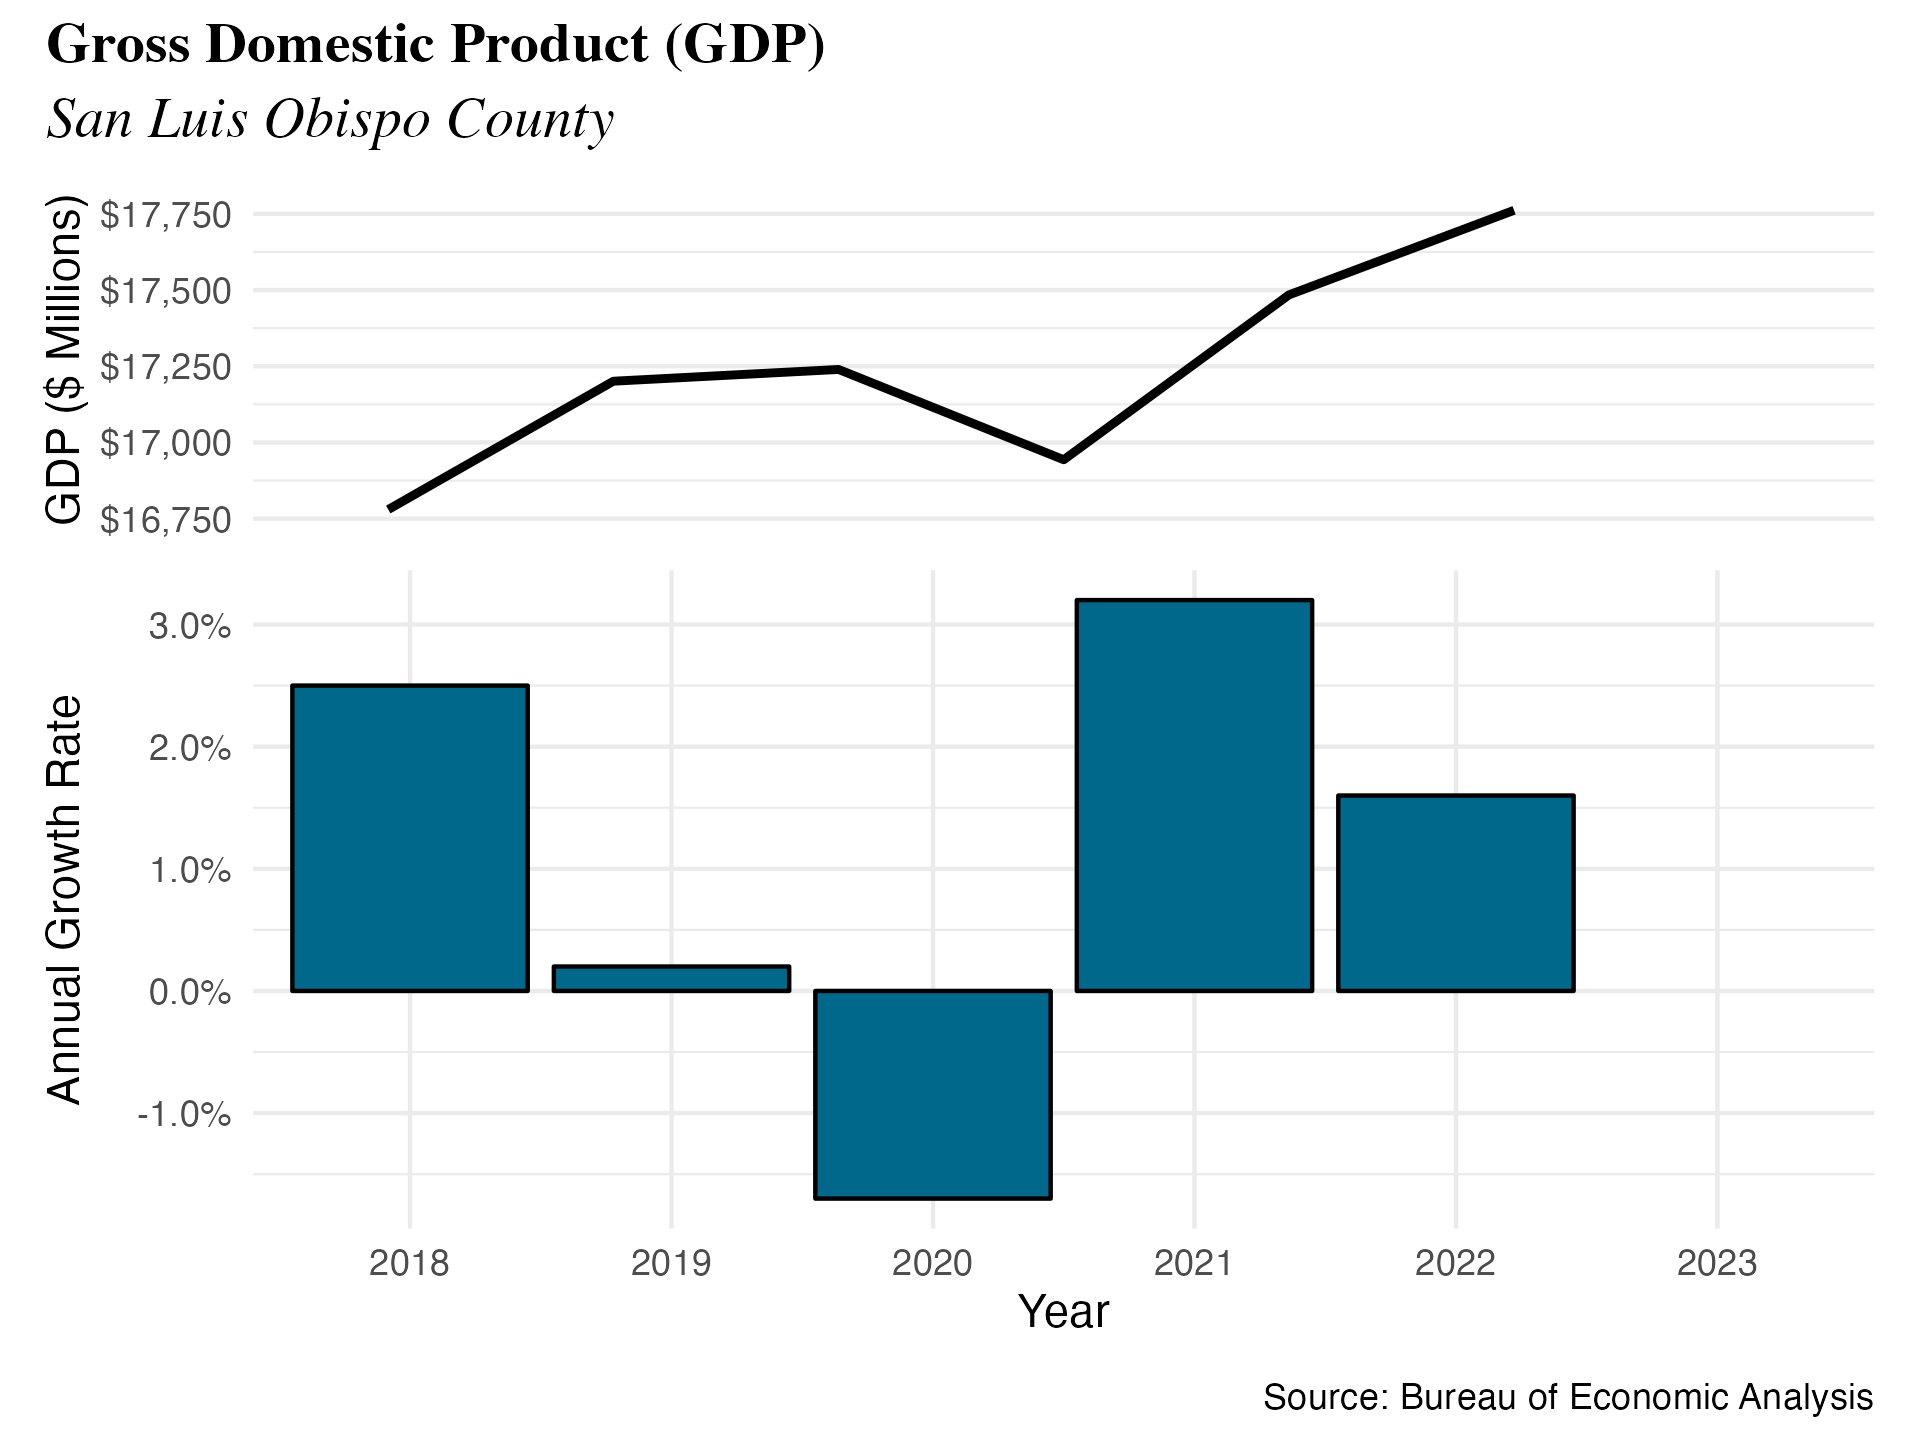 Gross Domestic Product (GDP)
San Luis Obispo County
GDP ($ Millions)
$17,750
$17,500
$17,250
$17,000
$16,750
Annual Growth Rate
3.0%
2.0%
1.0%
0.0%
-1.0%
2018 2019 2020 2021 2022 2023
Year
Source: Bureau of Economic Analysis